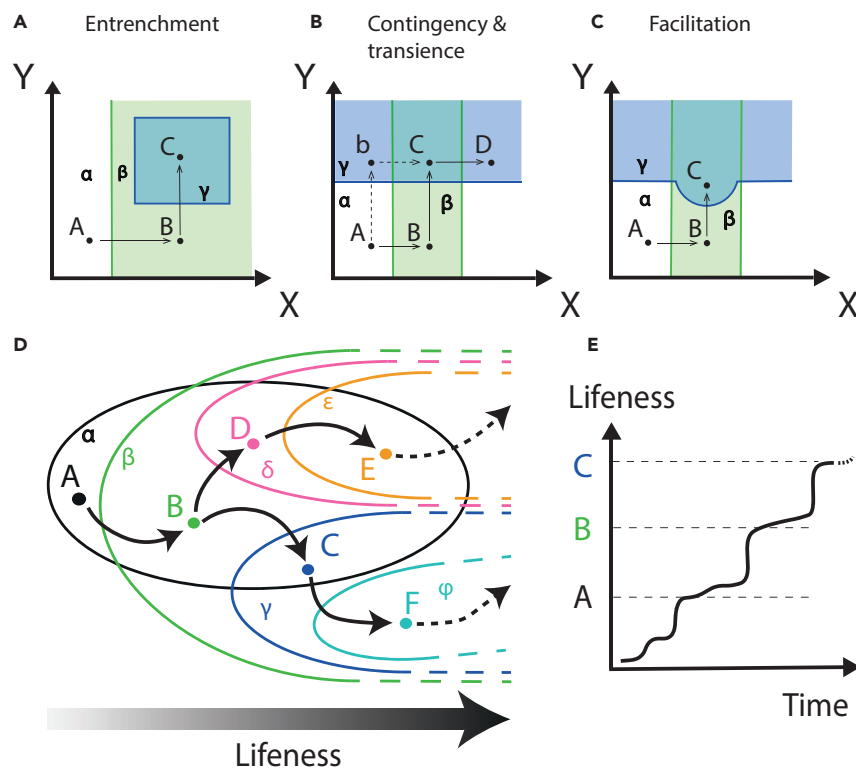 A
Entrenchment
Y
α
β
C
γ
A
B
X
B
Contingency &
transience
Y
b
C
D
γ
α
β
A
B
X
C
Facilitation
Y
γ
C
α
β
A
B
X
D
α
A
β
B
D
δ
ε
E
C
γ
F
φ
Lifeness
E
Lifeness
C
B
A
Time